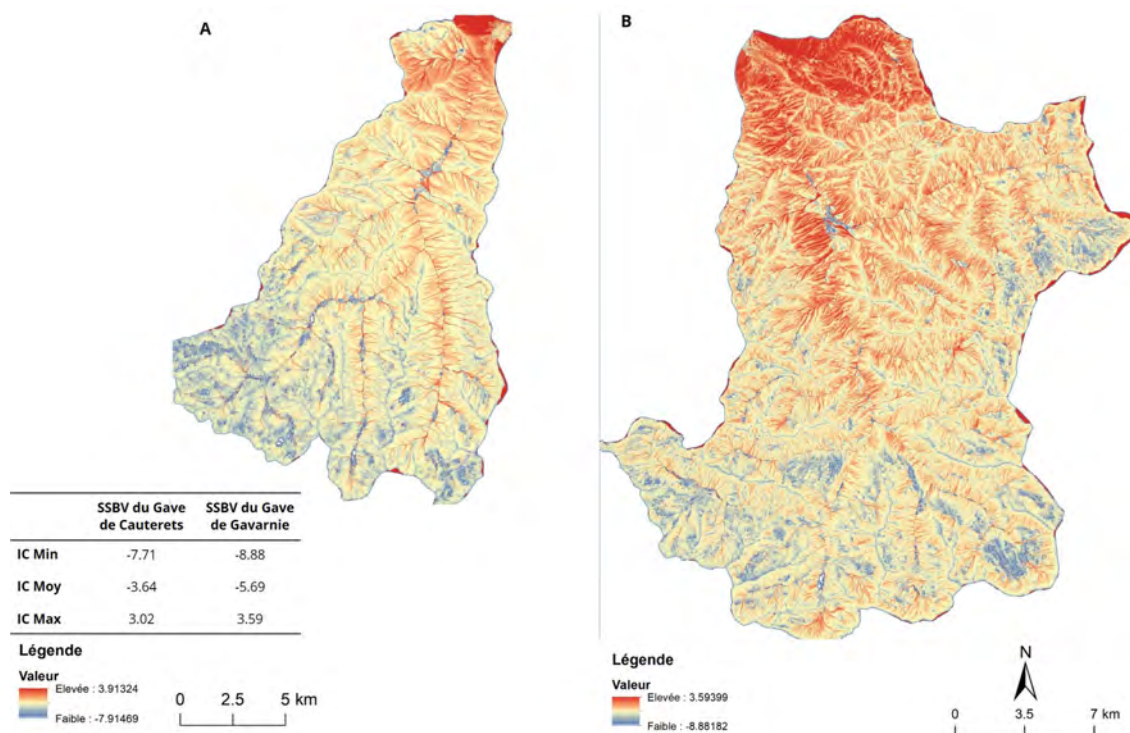 A
B
SSBV du Gave de Cauterets
SSBV du Gave de Gavarnie
IC Min -7.71 -8.88
IC Moy -3.64 -5.69
IC Max 3.02 3.59
Légende
Valeur
Elevée : 3.91324
Faible : -7.91469
0 2.5 5 km
Légende
Valeur
Elevée : 3.59399
Faible : -8.88182
N
0 3.5 7 km